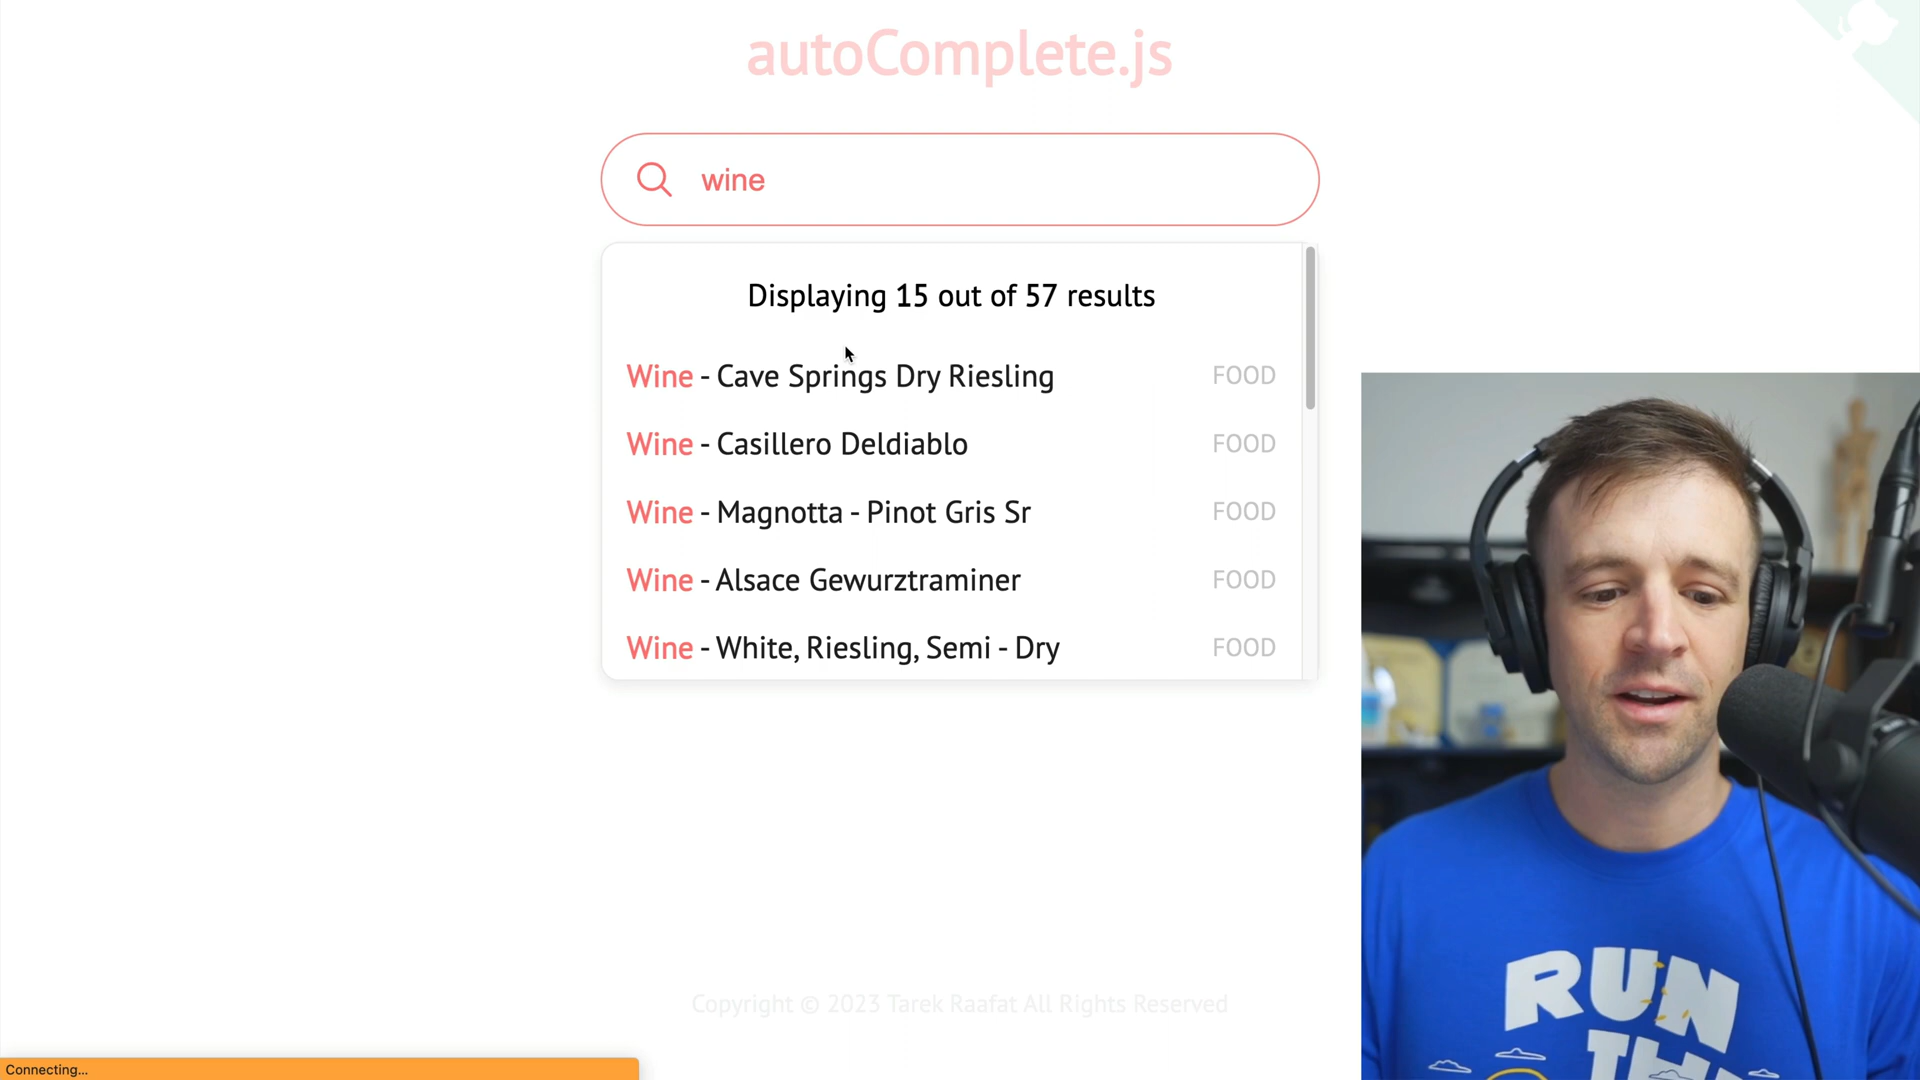 autoComplete.js
wine
Displaying 15 out of 57 results
Wine - Cave Springs Dry Riesling FOOD
Wine - Casillero Deldiablo FOOD
Wine - Magnotta - Pinot Gris Sr FOOD
Wine - Alsace Gewurztraminer FOOD
Wine - White, Riesling, Semi - Dry FOOD
RUN
THE
Copyright © 2023 Tarek Raafat All Rights Reserved
Connecting...